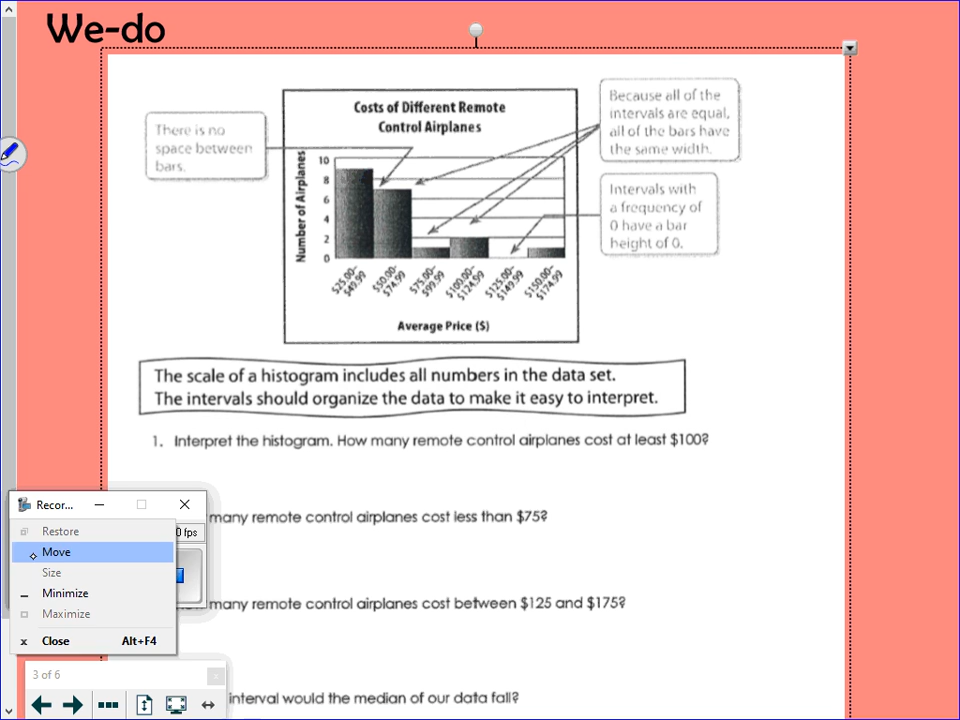 We-do
Costs of Different Remote
Control Airplanes
There is no
space between
bars.
Because all of the
intervals are equal,
all of the bars have
the same width.
Intervals with
a frequency of
0 have a bar
height of 0.
Number of Airplanes
10
8
6
4
2
0
$25.00–
$49.99
$50.00–
$74.99
$75.00–
$99.99
$100.00–
$124.99
$125.00–
$149.99
$150.00–
$174.99
Average Price ($)
The scale of a histogram includes all numbers in the data set.
The intervals should organize the data to make it easy to interpret.
1. Interpret the histogram. How many remote control airplanes cost at least $100?
many remote control airplanes cost less than $75?
many remote control airplanes cost between $125 and $175?
interval would the median of our data fall?
Recor...
0 fps
Restore
Move
Size
Minimize
Maximize
Close Alt+F4
3 of 6